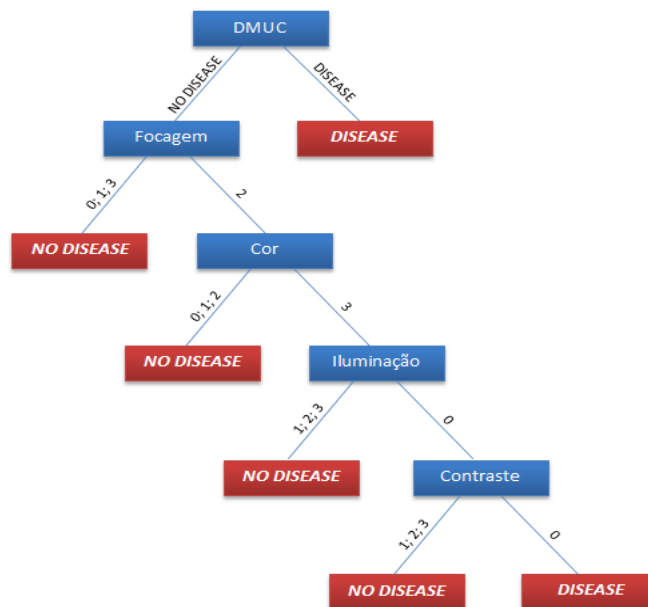 DMUC
NO DISEASE
DISEASE
Focagem
DISEASE
0; 1; 3
2
NO DISEASE
Cor
0; 1; 2
3
NO DISEASE
Iluminação
1; 2; 3
0
NO DISEASE
Contraste
1; 2; 3
0
NO DISEASE
DISEASE